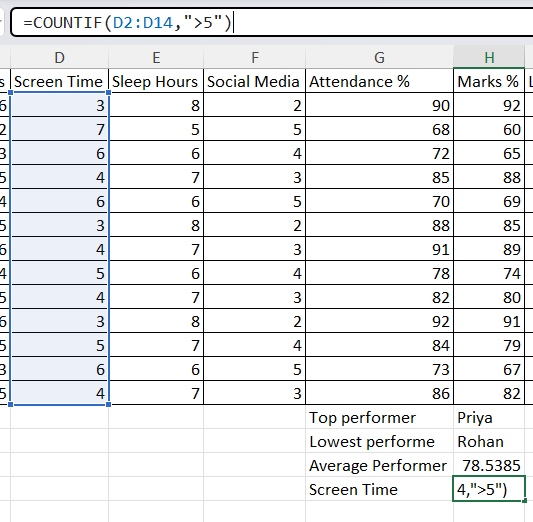 =COUNTIF(D2:D14,">5")
D E F G H
s Screen Time Sleep Hours Social Media Attendance % Marks % L
6 3 8 2 90 92
2 7 5 5 68 60
3 6 6 4 72 65
5 4 7 3 85 88
4 6 6 5 70 69
5 3 8 2 88 85
6 4 7 3 91 89
4 5 6 4 78 74
5 4 7 3 82 80
6 3 8 2 92 91
5 5 7 4 84 79
3 6 6 5 73 67
5 4 7 3 86 82
Top performer Priya
Lowest performe Rohan
Average Performer 78.5385
Screen Time 4,">5")